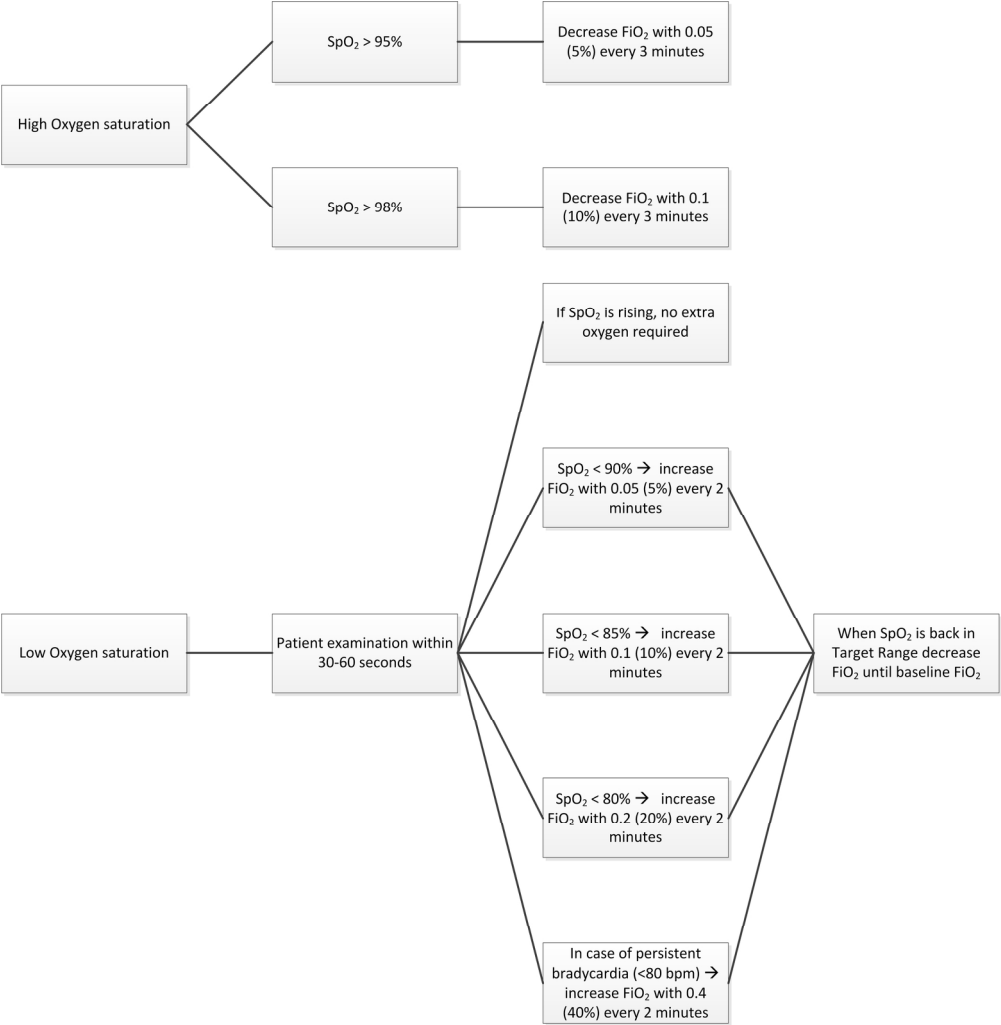 High Oxygen saturation
SpO₂ > 95%
Decrease FiO₂ with 0.05
(5%) every 3 minutes
SpO₂ > 98%
Decrease FiO₂ with 0.1
(10%) every 3 minutes
Low Oxygen saturation
Patient examination within
30-60 seconds
If SpO₂ is rising, no extra
oxygen required
SpO₂ < 90% → increase
FiO₂ with 0.05 (5%) every 2
minutes
SpO₂ < 85% → increase
FiO₂ with 0.1 (10%) every 2
minutes
SpO₂ < 80% → increase
FiO₂ with 0.2 (20%) every 2
minutes
In case of persistent
bradycardia (<80 bpm) →
increase FiO₂ with 0.4
(40%) every 2 minutes
When SpO₂ is back in
Target Range decrease
FiO₂ until baseline FiO₂